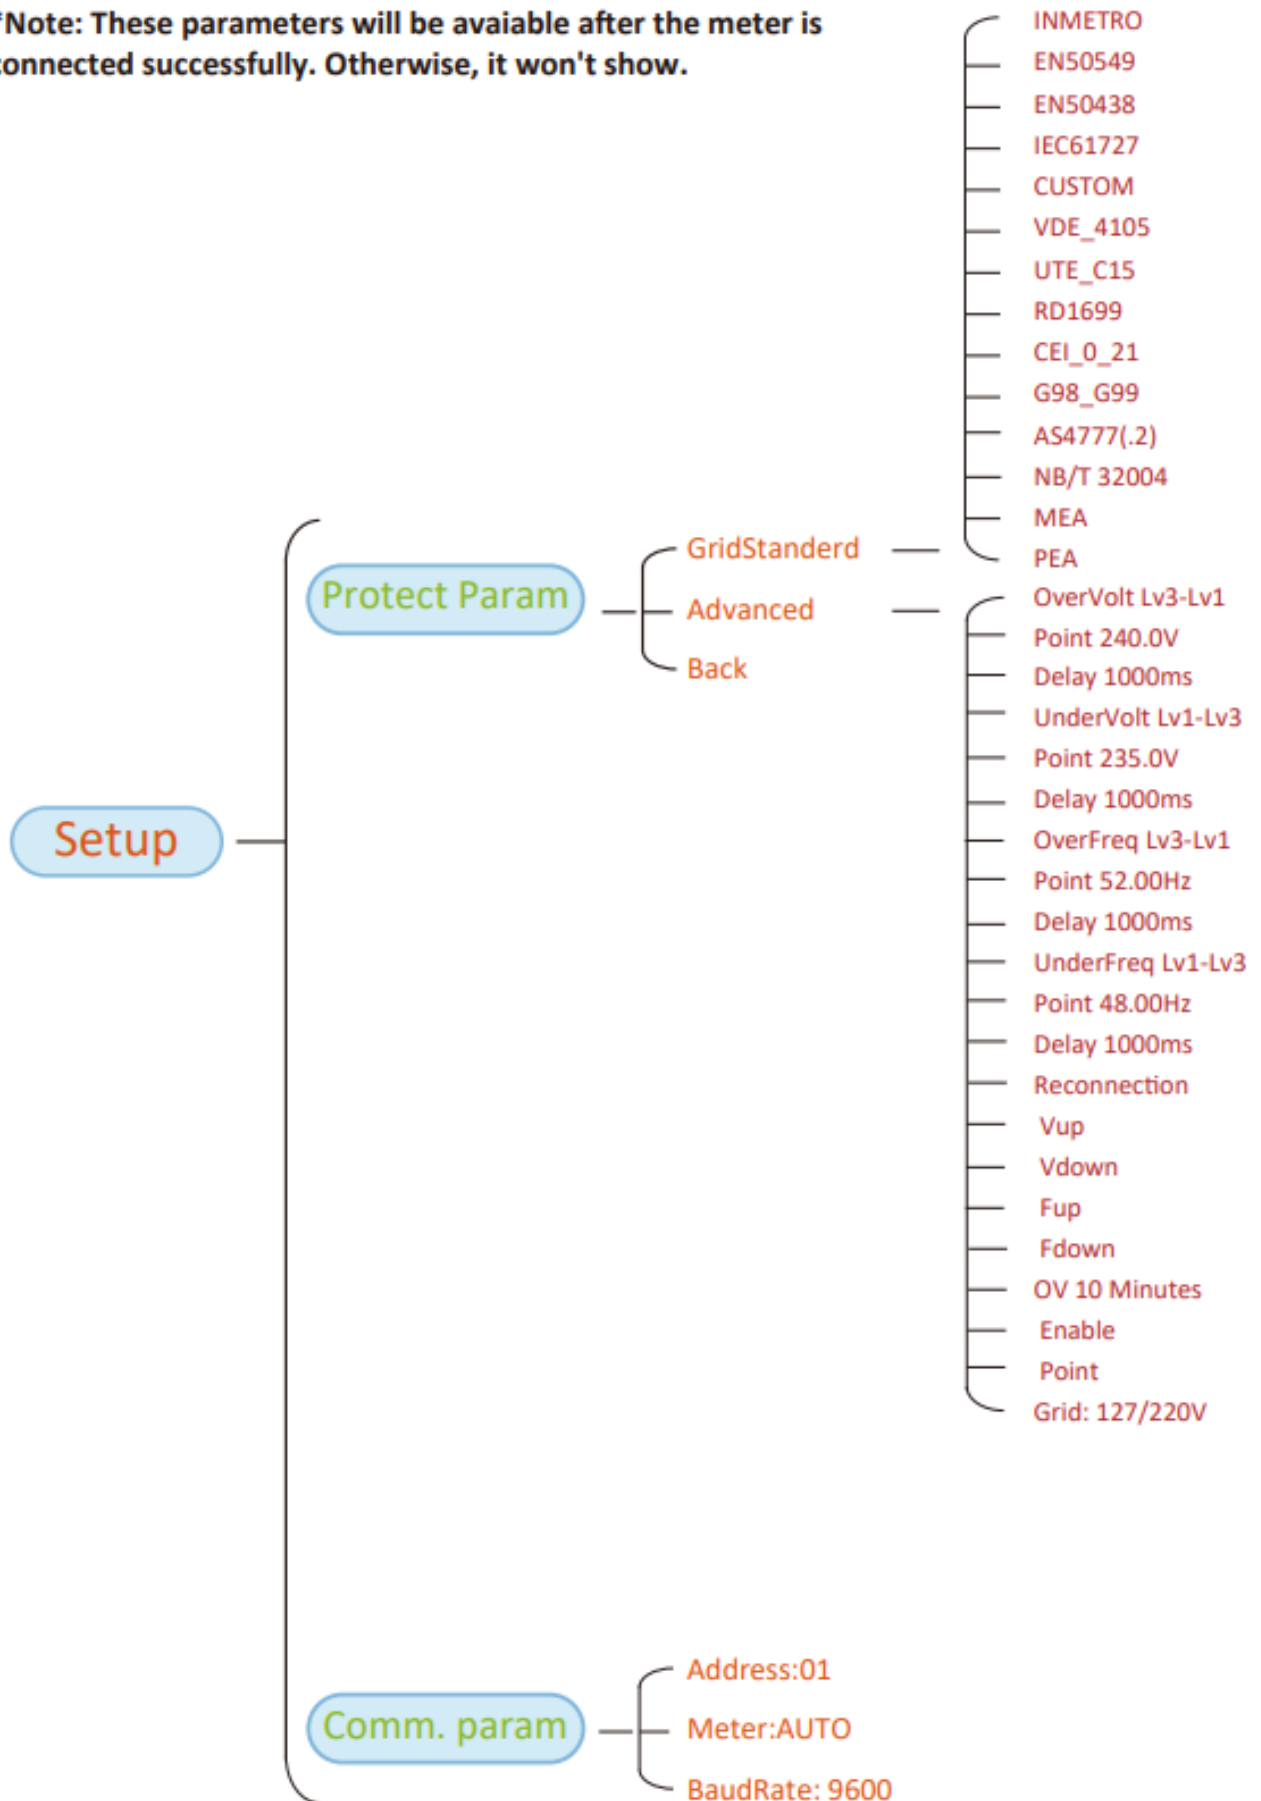 *Note: These parameters will be avaiable after the meter is
connected successfully. Otherwise, it won't show.
INMETRO
EN50549
EN50438
IEC61727
CUSTOM
VDE_4105
UTE_C15
RD1699
CEI_0_21
G98_G99
AS4777(.2)
NB/T 32004
MEA
PEA
Protect Param
GridStanderd
Advanced
Back
OverVolt Lv3-Lv1
Point 240.0V
Delay 1000ms
UnderVolt Lv1-Lv3
Point 235.0V
Delay 1000ms
OverFreq Lv3-Lv1
Point 52.00Hz
Delay 1000ms
UnderFreq Lv1-Lv3
Point 48.00Hz
Delay 1000ms
Reconnection
Vup
Vdown
Fup
Fdown
OV 10 Minutes
Enable
Point
Grid: 127/220V
Setup
Comm. param
Address:01
Meter:AUTO
BaudRate: 9600